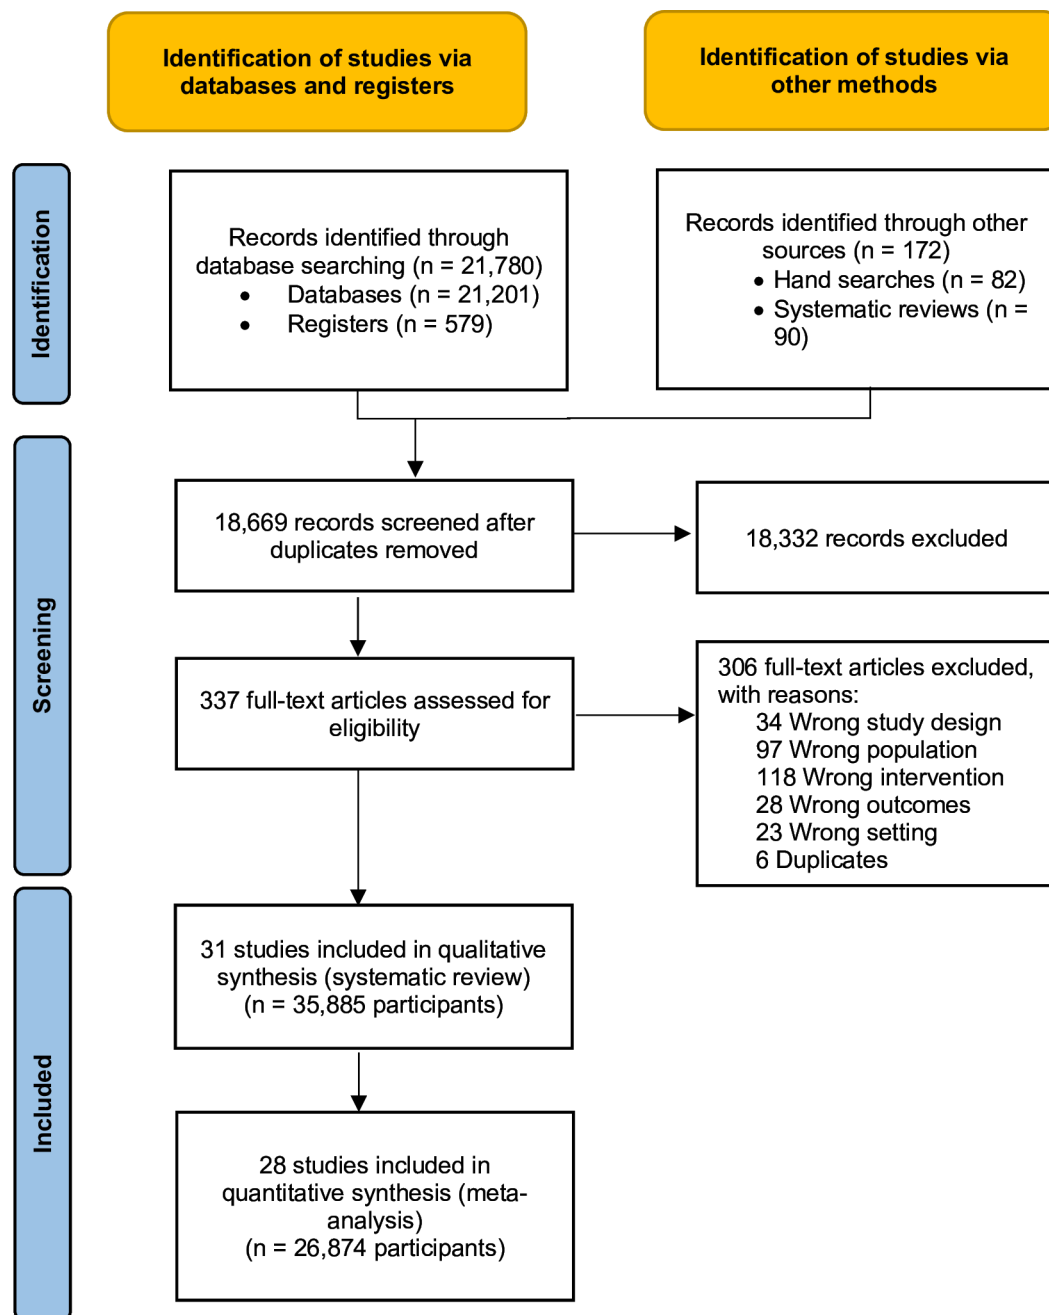 Identification of studies via
databases and registers
Identification of studies via
other methods
Identification
Records identified through
database searching (n = 21,780)
• Databases (n = 21,201)
• Registers (n = 579)
Records identified through other
sources (n = 172)
• Hand searches (n = 82)
• Systematic reviews (n =
90)
Screening
18,669 records screened after
duplicates removed
18,332 records excluded
337 full-text articles assessed for
eligibility
306 full-text articles excluded,
with reasons:
34 Wrong study design
97 Wrong population
118 Wrong intervention
28 Wrong outcomes
23 Wrong setting
6 Duplicates
Included
31 studies included in qualitative
synthesis (systematic review)
(n = 35,885 participants)
28 studies included in
quantitative synthesis (meta-
analysis)
(n = 26,874 participants)